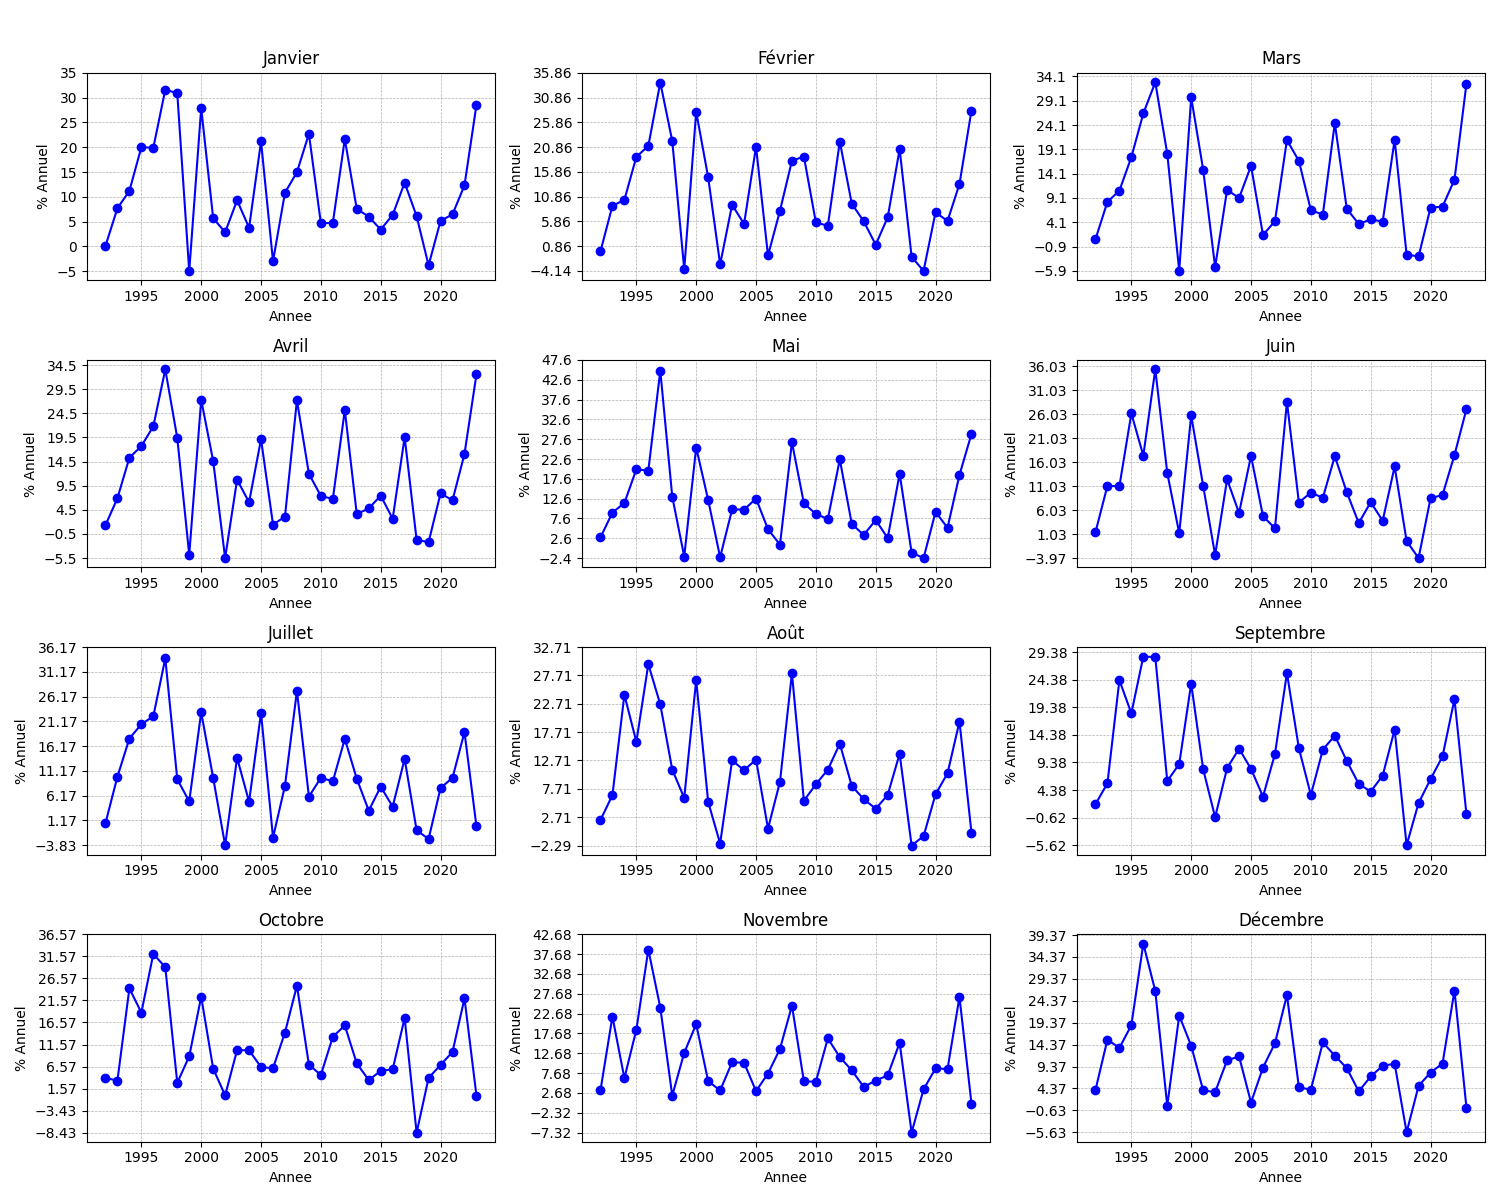 Janvier
35
30
25
20
15
10
5
0
−5
% Annuel
1995 2000 2005 2010 2015 2020
Annee
Février
35.86
30.86
25.86
20.86
15.86
10.86
5.86
0.86
−4.14
% Annuel
1995 2000 2005 2010 2015 2020
Annee
Mars
34.1
29.1
24.1
19.1
14.1
9.1
4.1
−0.9
−5.9
% Annuel
1995 2000 2005 2010 2015 2020
Annee
Avril
34.5
29.5
24.5
19.5
14.5
9.5
4.5
−0.5
−5.5
% Annuel
1995 2000 2005 2010 2015 2020
Annee
Mai
47.6
42.6
37.6
32.6
27.6
22.6
17.6
12.6
7.6
2.6
−2.4
% Annuel
1995 2000 2005 2010 2015 2020
Annee
Juin
36.03
31.03
26.03
21.03
16.03
11.03
6.03
1.03
−3.97
% Annuel
1995 2000 2005 2010 2015 2020
Annee
Juillet
36.17
31.17
26.17
21.17
16.17
11.17
6.17
1.17
−3.83
% Annuel
1995 2000 2005 2010 2015 2020
Annee
Août
32.71
27.71
22.71
17.71
12.71
7.71
2.71
−2.29
% Annuel
1995 2000 2005 2010 2015 2020
Annee
Septembre
29.38
24.38
19.38
14.38
9.38
4.38
−0.62
−5.62
% Annuel
1995 2000 2005 2010 2015 2020
Annee
Octobre
36.57
31.57
26.57
21.57
16.57
11.57
6.57
1.57
−3.43
−8.43
% Annuel
1995 2000 2005 2010 2015 2020
Annee
Novembre
42.68
37.68
32.68
27.68
22.68
17.68
12.68
7.68
2.68
−2.32
−7.32
% Annuel
1995 2000 2005 2010 2015 2020
Annee
Décembre
39.37
34.37
29.37
24.37
19.37
14.37
9.37
4.37
−0.63
−5.63
% Annuel
1995 2000 2005 2010 2015 2020
Annee